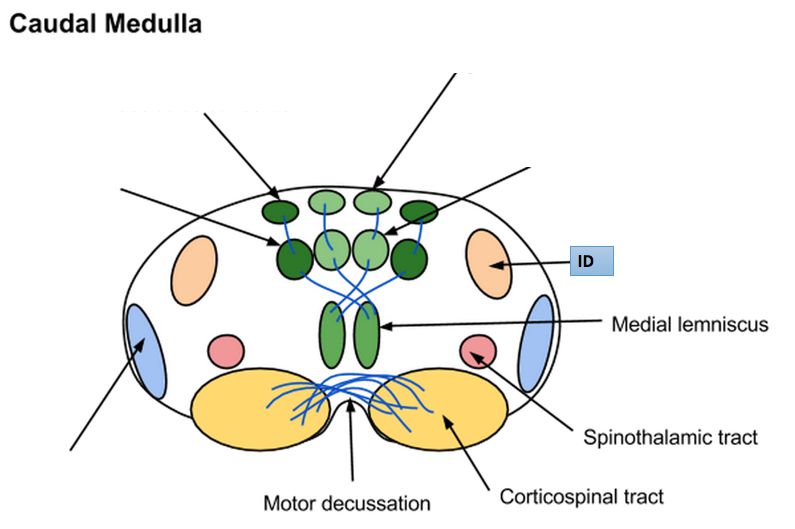 Caudal Medulla
ID
Medial lemniscus
Spinothalamic tract
Corticospinal tract
Motor decussation